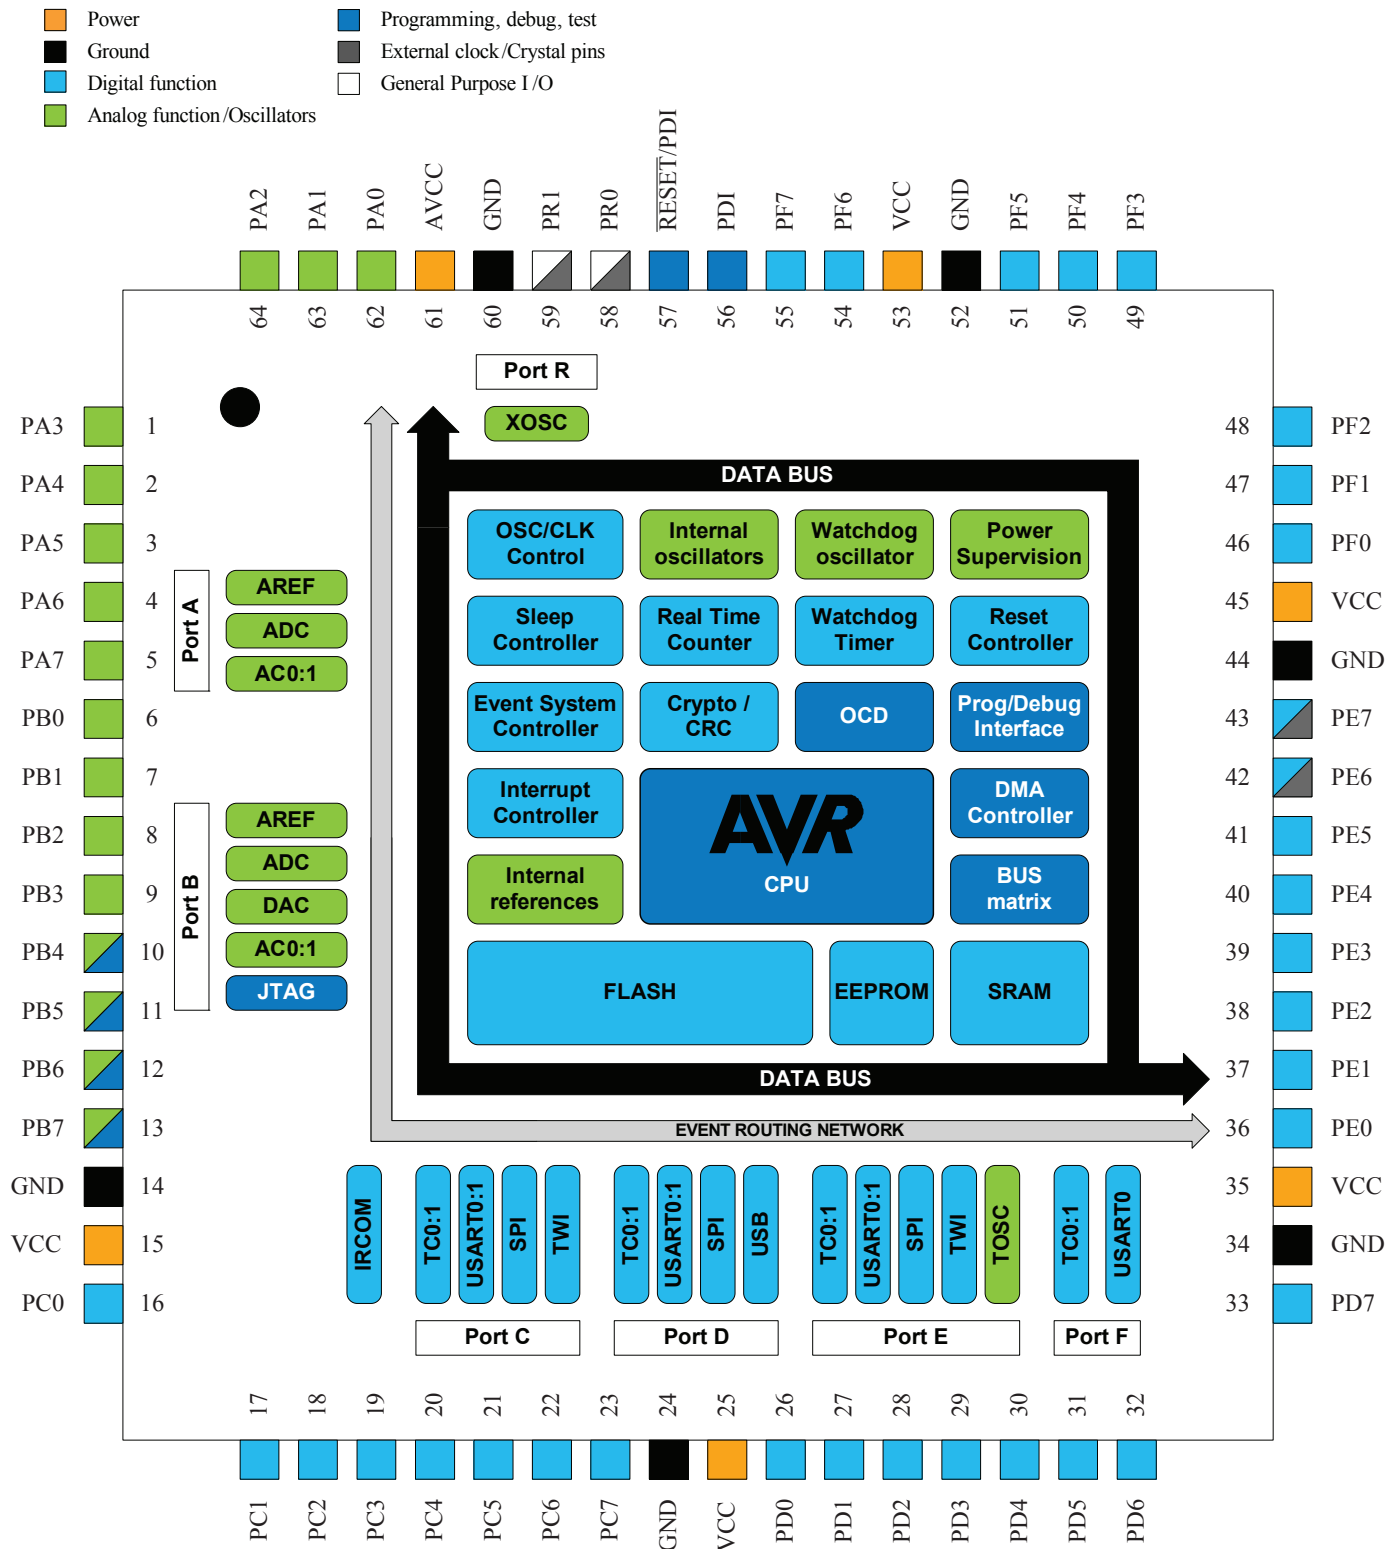 Power
Ground
Digital function
Analog function/Oscillators
Programming, debug, test
External clock/Crystal pins
General Purpose I/O
PA2
PA1
PA0
AVCC
GND
PR1
PR0
RESET/PDI
PDI
PF7
PF6
VCC
GND
PF5
PF4
PF3
64
63
62
61
60
59
58
57
56
55
54
53
52
51
50
49
PA3 1
PA4 2
PA5 3
PA6 4
PA7 5
PB0 6
PB1 7
PB2 8
PB3 9
PB4 10
PB5 11
PB6 12
PB7 13
GND 14
VCC 15
PC0 16
Port R
XOSC
Port A
AREF
ADC
AC0:1
Port B
AREF
ADC
DAC
AC0:1
JTAG
DATA BUS
OSC/CLK
Control
Internal
oscillators
Watchdog
oscillator
Power
Supervision
Sleep
Controller
Real Time
Counter
Watchdog
Timer
Reset
Controller
Event System
Controller
Crypto /
CRC
OCD
Prog/Debug
Interface
Interrupt
Controller
AVR
CPU
DMA
Controller
Internal
references
BUS
matrix
FLASH
EEPROM
SRAM
DATA BUS
EVENT ROUTING NETWORK
IRCOM
TC0:1
USART0:1
SPI
TWI
TC0:1
USART0:1
SPI
USB
TC0:1
USART0:1
SPI
TWI
TOSC
TC0:1
USART0
Port C
Port D
Port E
Port F
48 PF2
47 PF1
46 PF0
45 VCC
44 GND
43 PE7
42 PE6
41 PE5
40 PE4
39 PE3
38 PE2
37 PE1
36 PE0
35 VCC
34 GND
33 PD7
17
18
19
20
21
22
23
24
25
26
27
28
29
30
31
32
PC1
PC2
PC3
PC4
PC5
PC6
PC7
GND
VCC
PD0
PD1
PD2
PD3
PD4
PD5
PD6